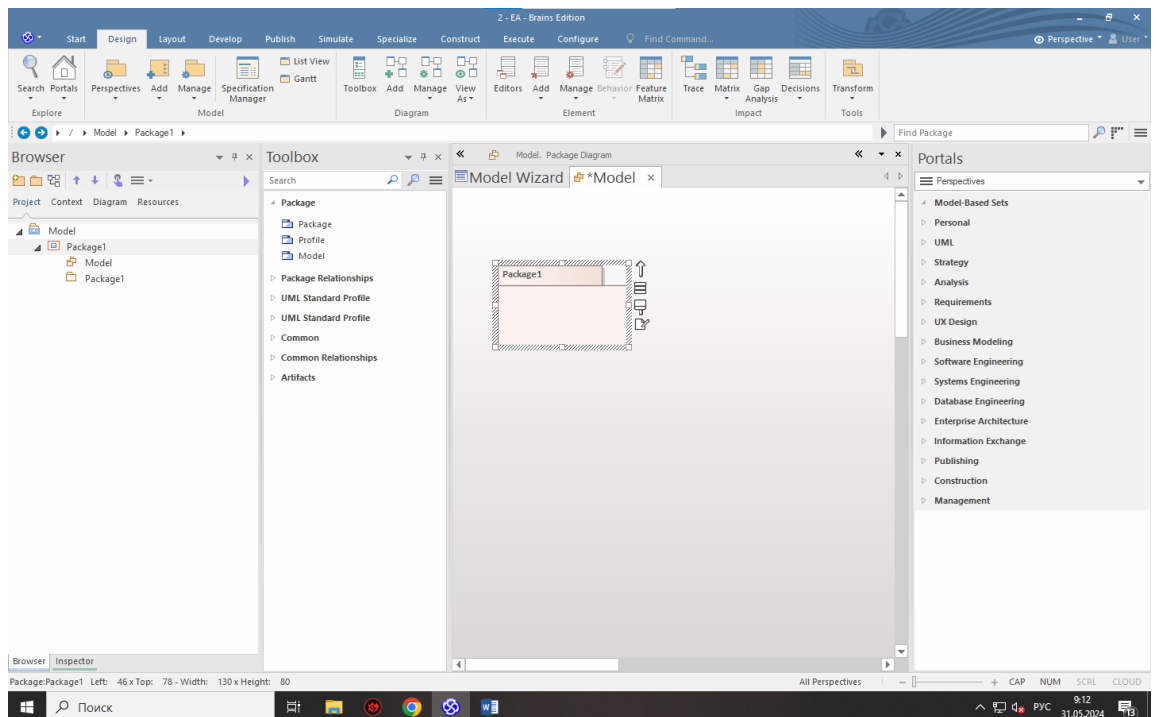 2 - EA - Brains Edition
Start Design Layout Develop Publish Simulate Specialize Construct Execute Configure Find Command... Perspective User
Search Portals Perspectives Add Manage Specification Manager List View Gantt Toolbox Add Manage View As Editors Add Manage Behavior Feature Matrix Trace Matrix Gap Analysis Decisions Transform
Explore Model Diagram Element Impact Tools
/ Model Package1 Find Package
Browser
Project Context Diagram Resources
Model
Package1
Model
Package1
Browser Inspector
Toolbox
Search
Package
Package
Profile
Model
Package Relationships
UML Standard Profile
UML Standard Profile
Common
Common Relationships
Artifacts
Model. Package Diagram
Model Wizard *Model
Package1
Portals
Perspectives
Model-Based Sets
Personal
UML
Strategy
Analysis
Requirements
UX Design
Business Modeling
Software Engineering
Systems Engineering
Database Engineering
Enterprise Architecture
Information Exchange
Publishing
Construction
Management
Package:Package1 Left: 46 x Top: 78 - Width: 130 x Height: 80 All Perspectives CAP NUM SCRL CLOUD
Поиск РУС 9:12
31.05.2024 13